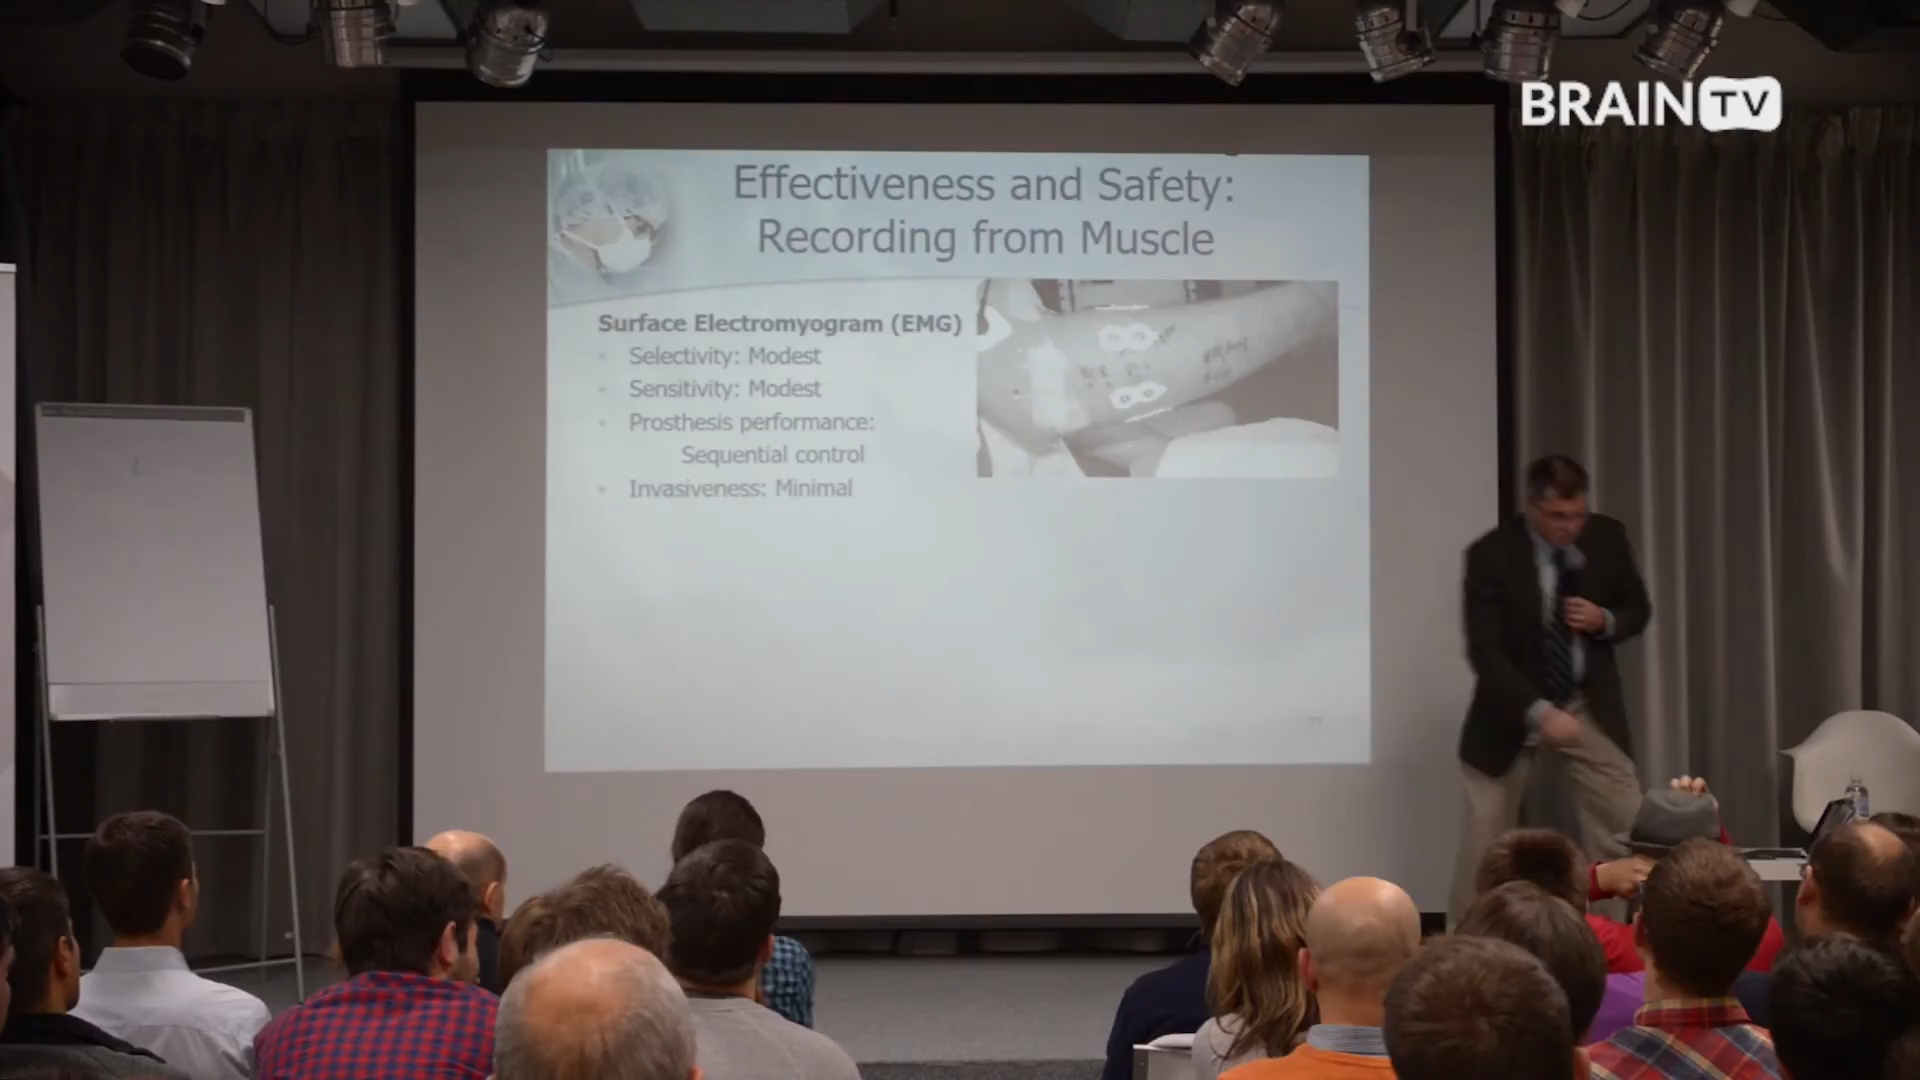 BRAIN TV
Effectiveness and Safety:
Recording from Muscle
Surface Electromyogram (EMG)
Selectivity: Modest
Sensitivity: Modest
Prosthesis performance:
Sequential control
Invasiveness: Minimal